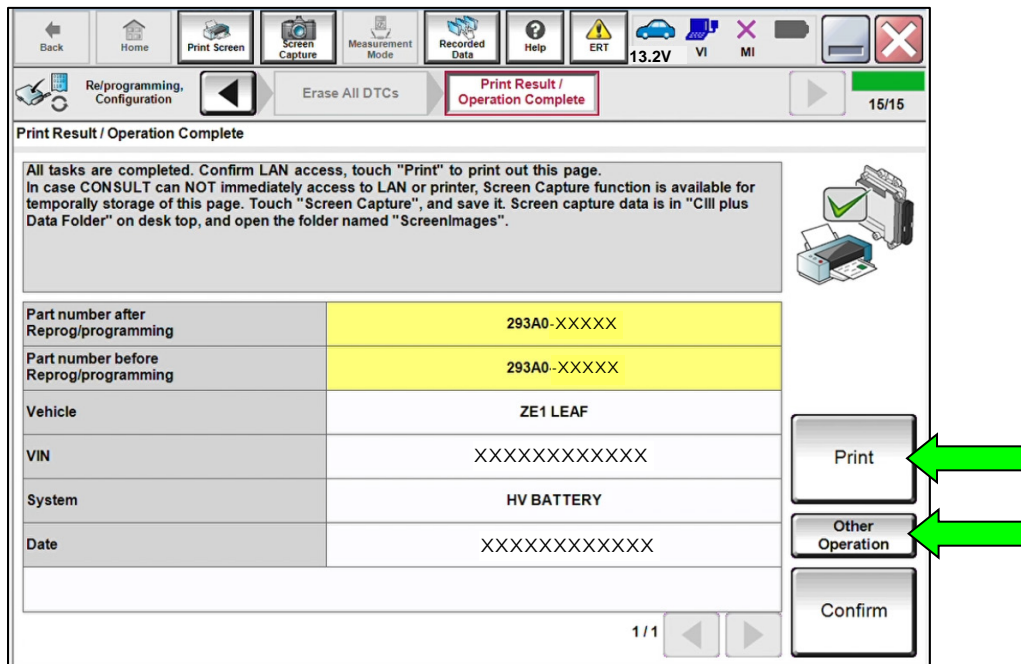 Back
Home
Print Screen
Screen
Capture
Measurement
Mode
Recorded
Data
Help
ERT
13.2V
VI
MI
Re/programming,
Configuration
Erase All DTCs
Print Result /
Operation Complete
15/15
Print Result / Operation Complete
All tasks are completed. Confirm LAN access, touch "Print" to print out this page.
In case CONSULT can NOT immediately access to LAN or printer, Screen Capture function is available for
temporally storage of this page. Touch "Screen Capture", and save it. Screen capture data is in "CIII plus
Data Folder" on desk top, and open the folder named "ScreenImages".
Part number after
Reprog/programming
293A0-XXXXX
Part number before
Reprog/programming
293A0--XXXXX
Vehicle
ZE1 LEAF
VIN
XXXXXXXXXXXX
System
HV BATTERY
Date
XXXXXXXXXXXX
Print
Other
Operation
Confirm
1/1